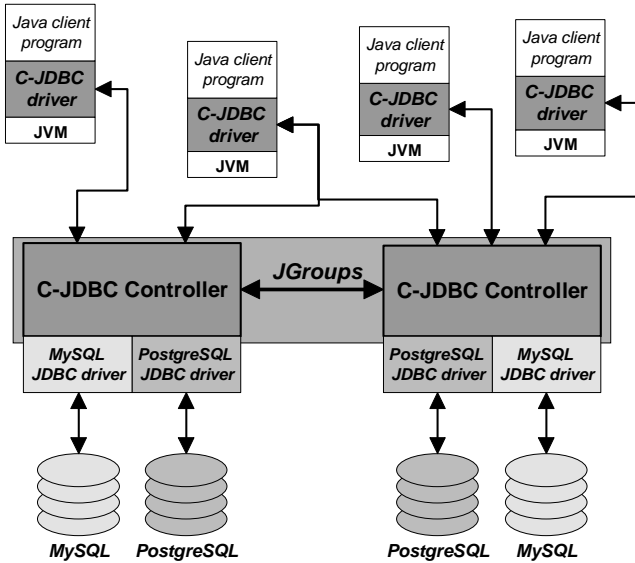 Java client
program
C-JDBC
driver
JVM
Java client
program
C-JDBC
driver
JVM
Java client
program
C-JDBC
driver
JVM
Java client
program
C-JDBC
driver
JVM
C-JDBC Controller
JGroups
C-JDBC Controller
MySQL
JDBC driver
PostgreSQL
JDBC driver
PostgreSQL
JDBC driver
MySQL
JDBC driver
MySQL
PostgreSQL
PostgreSQL
MySQL